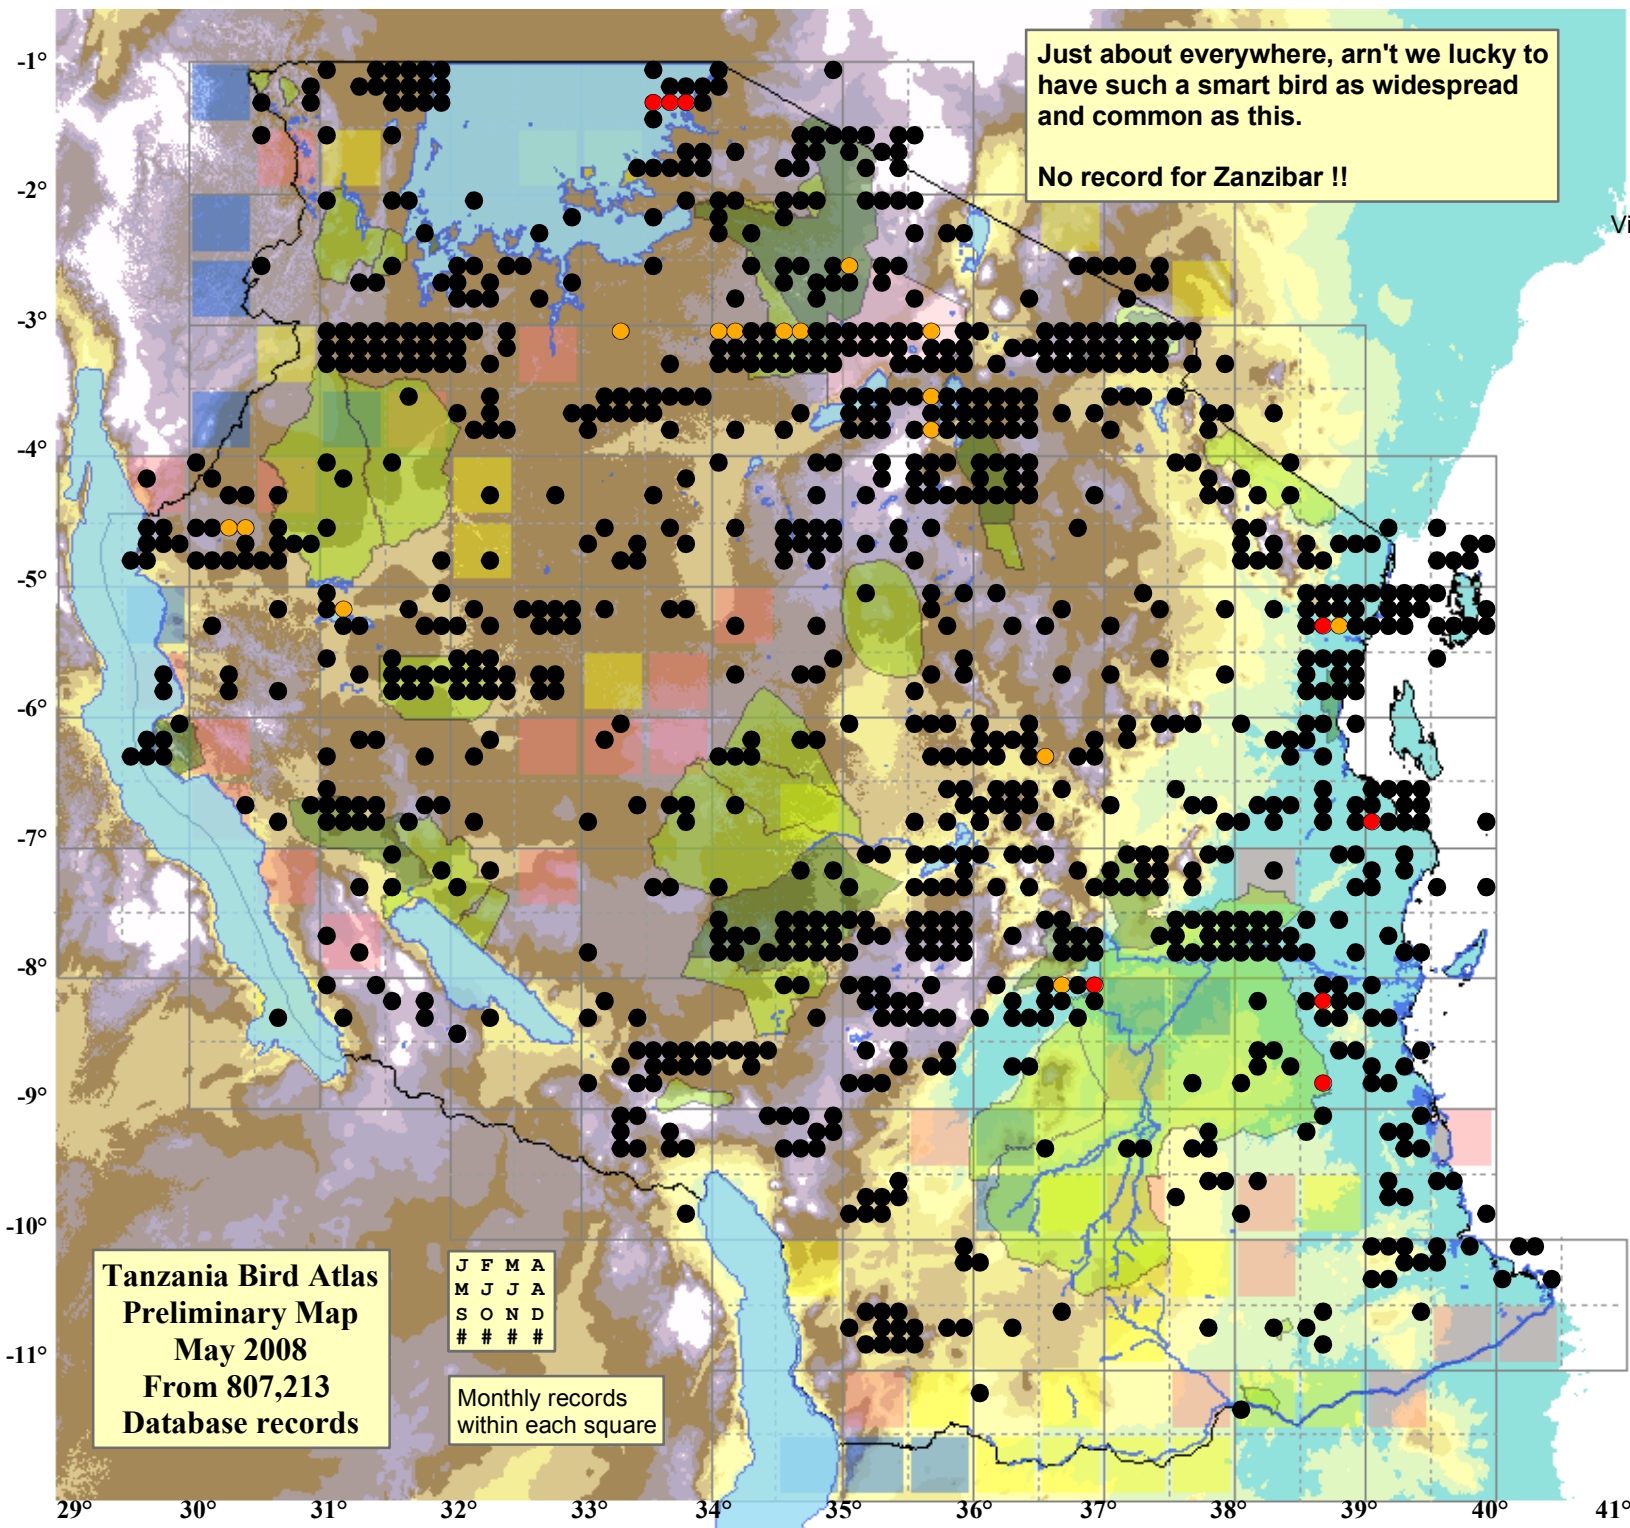 Just about everywhere, arn't we lucky to
have such a smart bird as widespread
and common as this.
No record for Zanzibar !!
Vi
-1°
-2°
-3°
-4°
-5°
-6°
-7°
-8°
-9°
-10°
-11°
Tanzania Bird Atlas
Preliminary Map
May 2008
From 807,213
Database records
J F M A
M J J A
S O N D
# # # #
Monthly records
within each square
29° 30° 31° 32° 33° 34° 35° 36° 37° 38° 39° 40° 41°